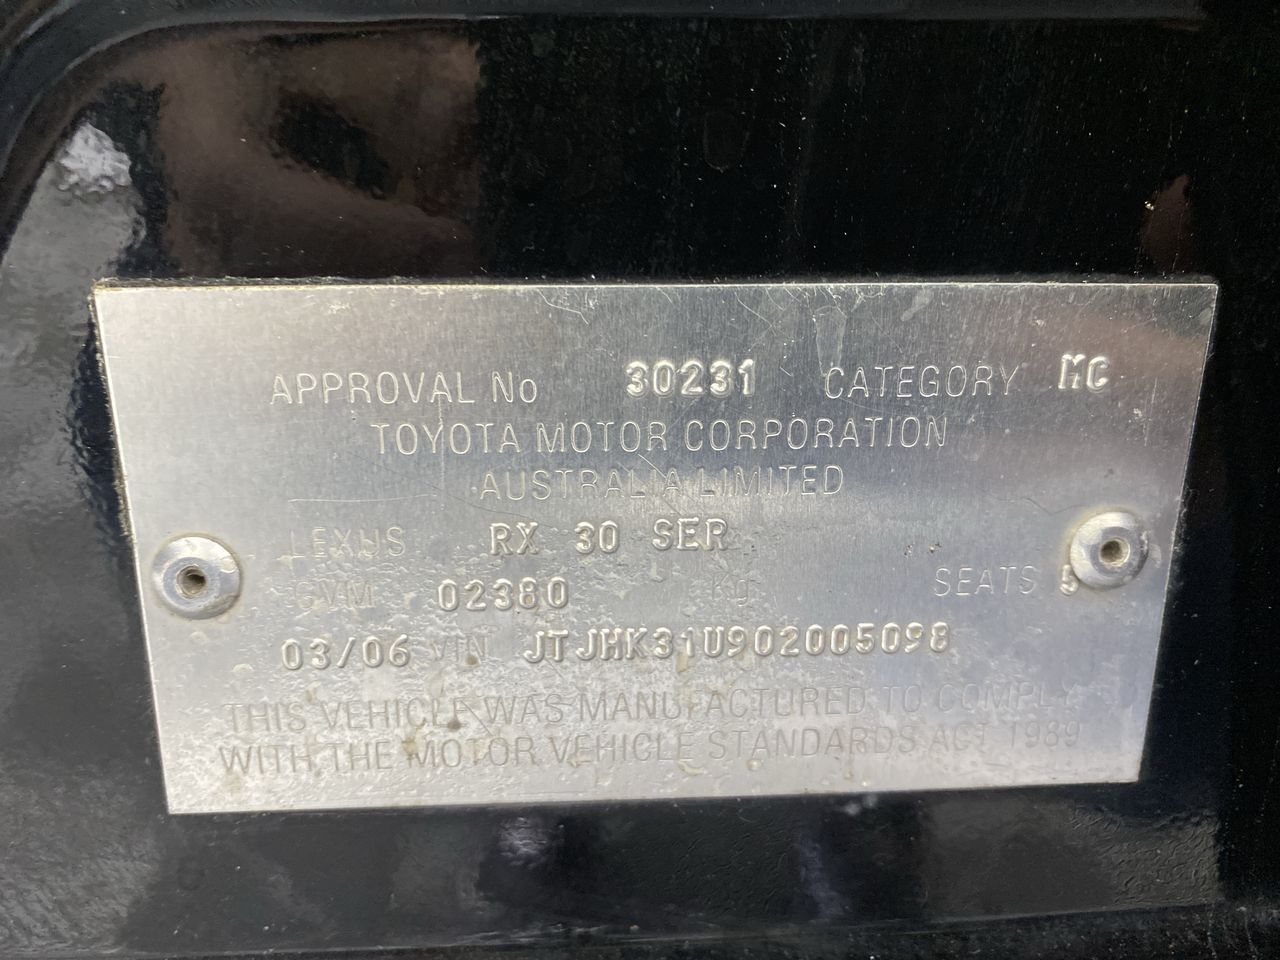 APPROVAL No 30231 CATEGORY MC
TOYOTA MOTOR CORPORATION
AUSTRALIA LIMITED
LEXUS RX 30 SER
GVM 02380 Kg SEATS 5
03/06 VIN JTJHK31U902005098
THIS VEHICLE WAS MANUFACTURED TO COMPLY
WITH THE MOTOR VEHICLE STANDARDS ACT 1989